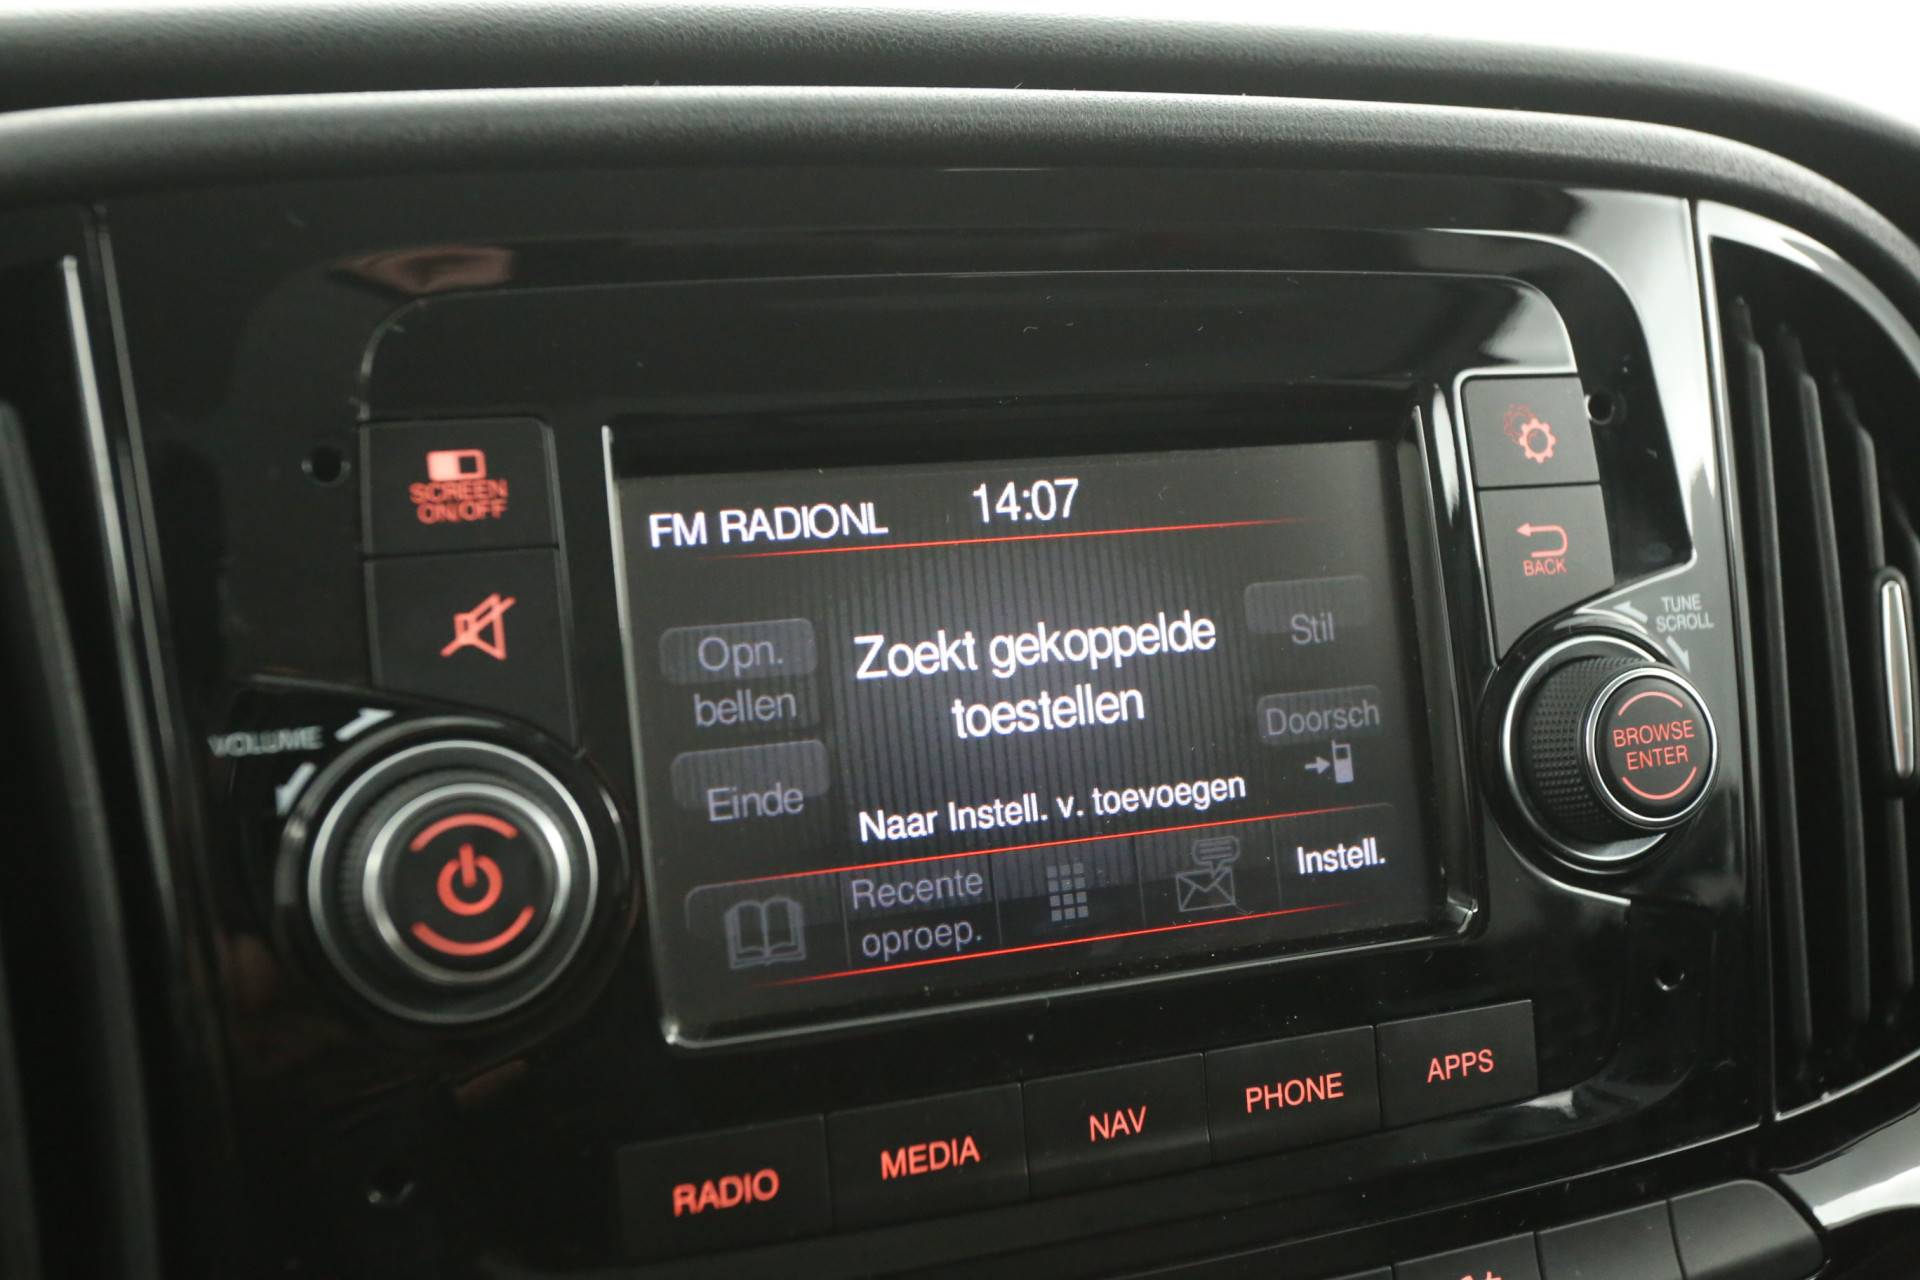 SCREEN
ON/OFF
VOLUME
FM RADIONL 14:07
Opn.
bellen
Zoekt gekoppelde
toestellen
Stil
Doorsch
Einde
Naar Instell. v. toevoegen
Recente
oproep.
Instell.
BACK
TUNE
SCROLL
BROWSE
ENTER
RADIO MEDIA NAV PHONE APPS